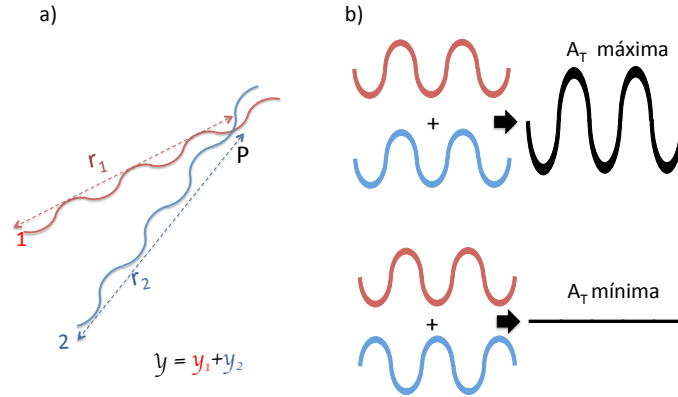 a)
r1
P
1
r2
2
y = y1+y2
b)
+
AT máxima
+
AT mínima